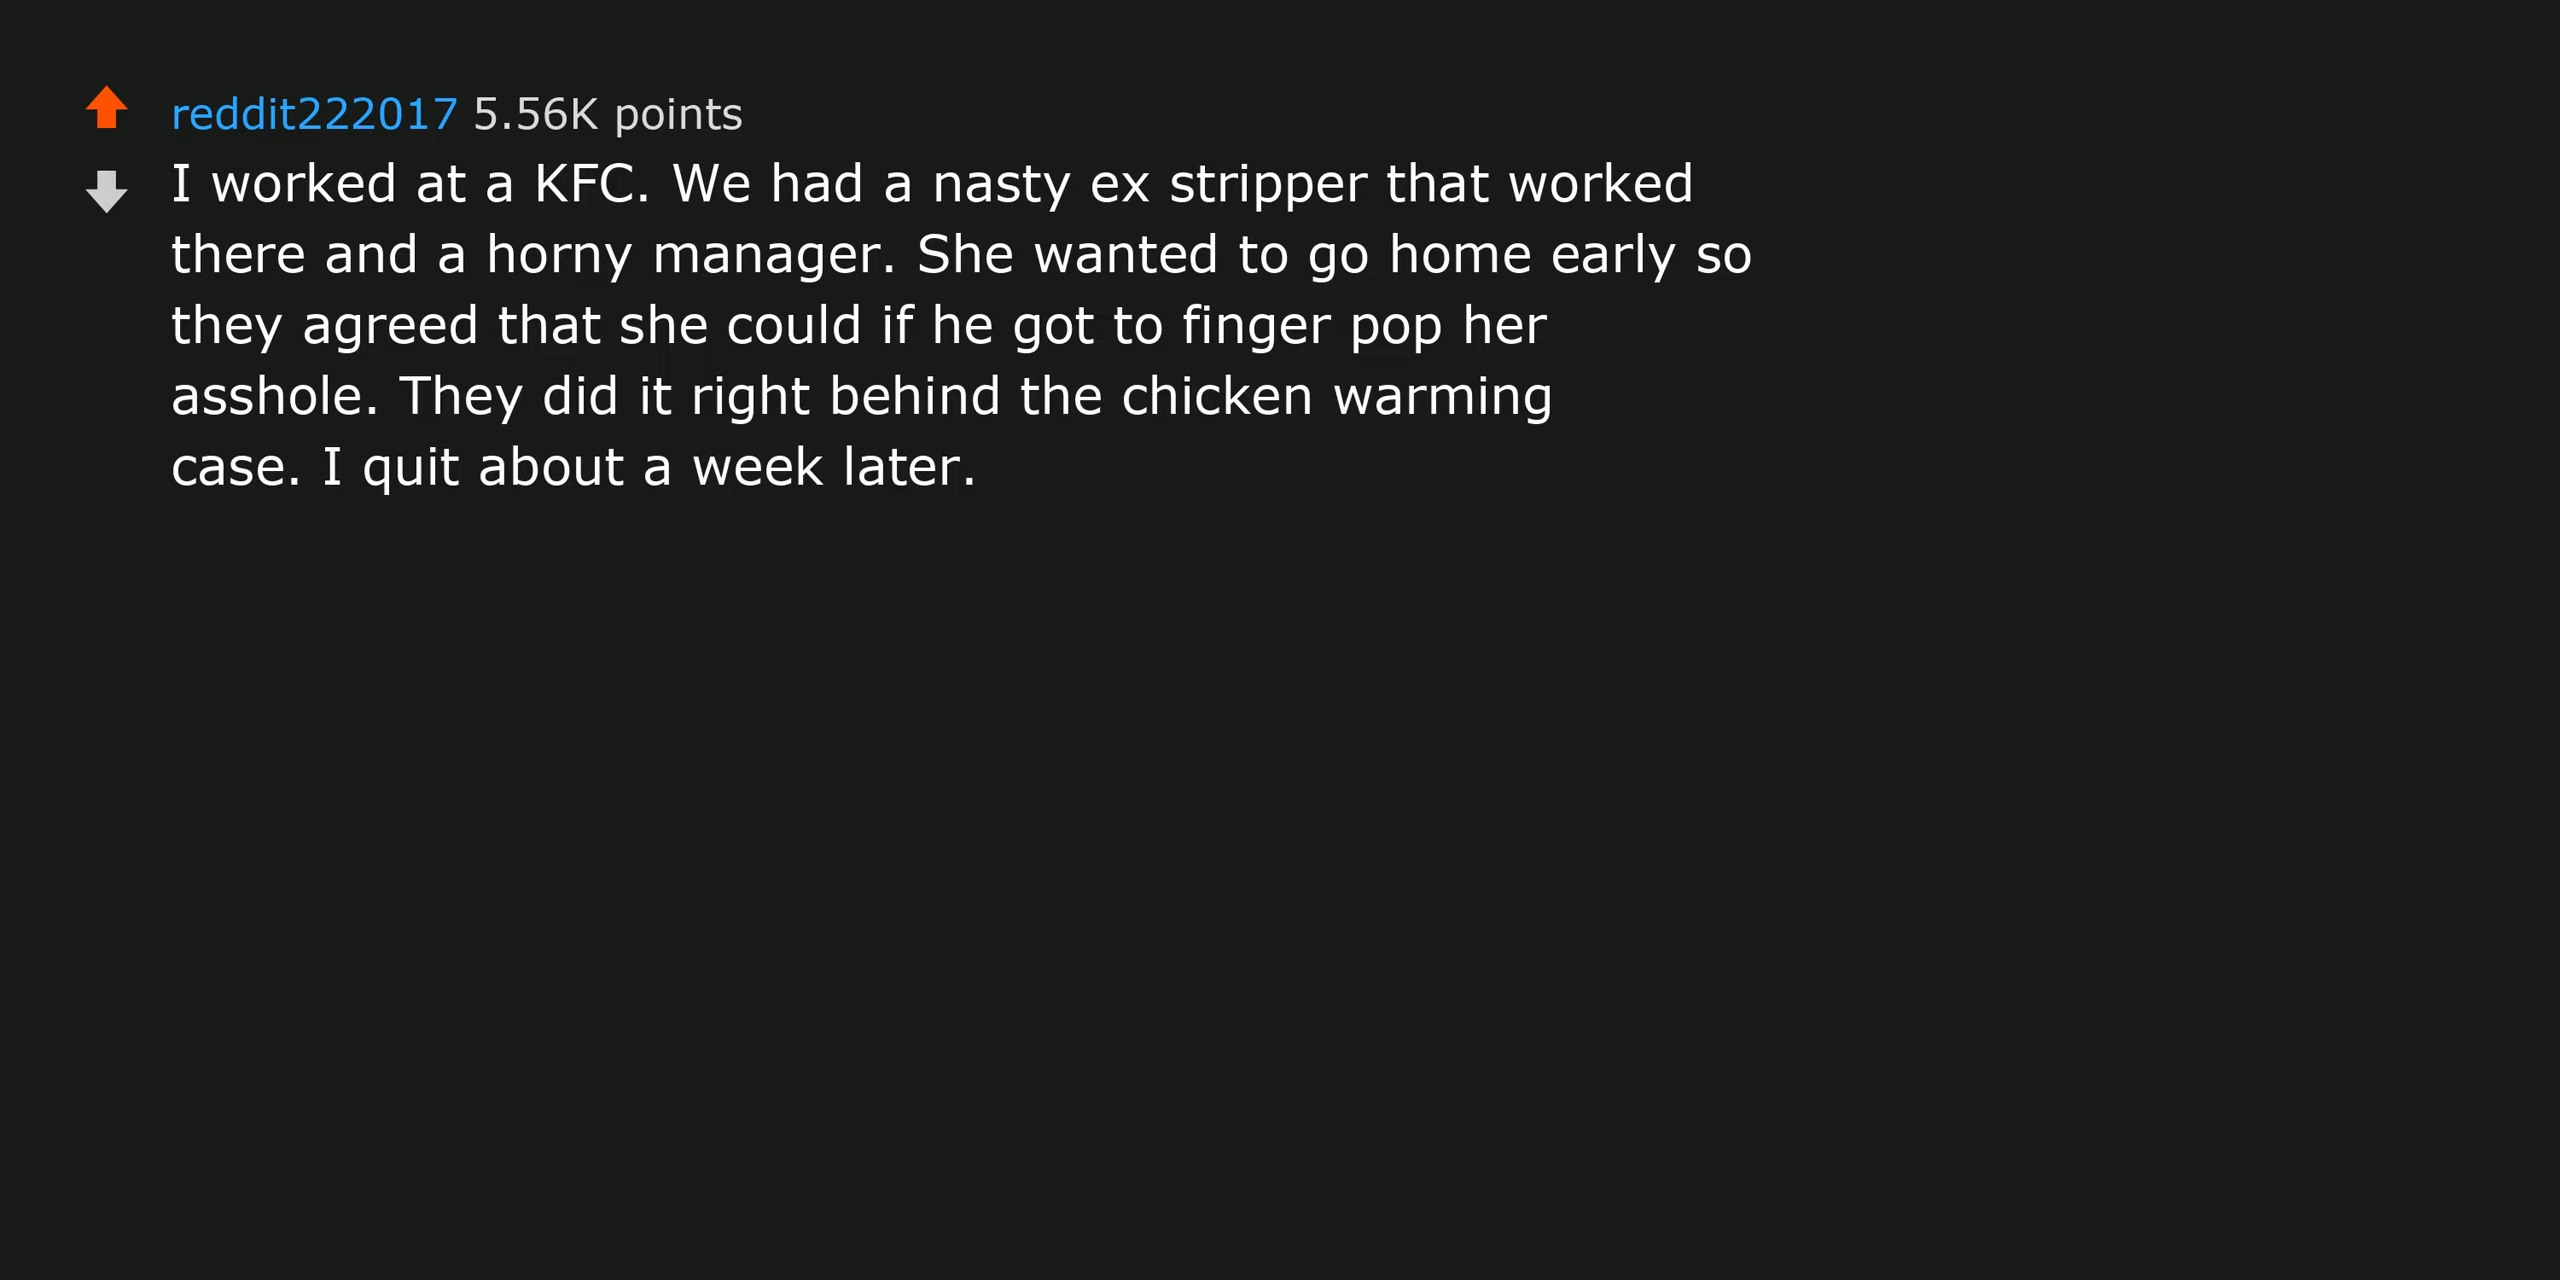 reddit222017 5.56K points
I worked at a KFC. We had a nasty ex stripper that worked
there and a horny manager. She wanted to go home early so
they agreed that she could if he got to finger pop her
asshole. They did it right behind the chicken warming
case. I quit about a week later.